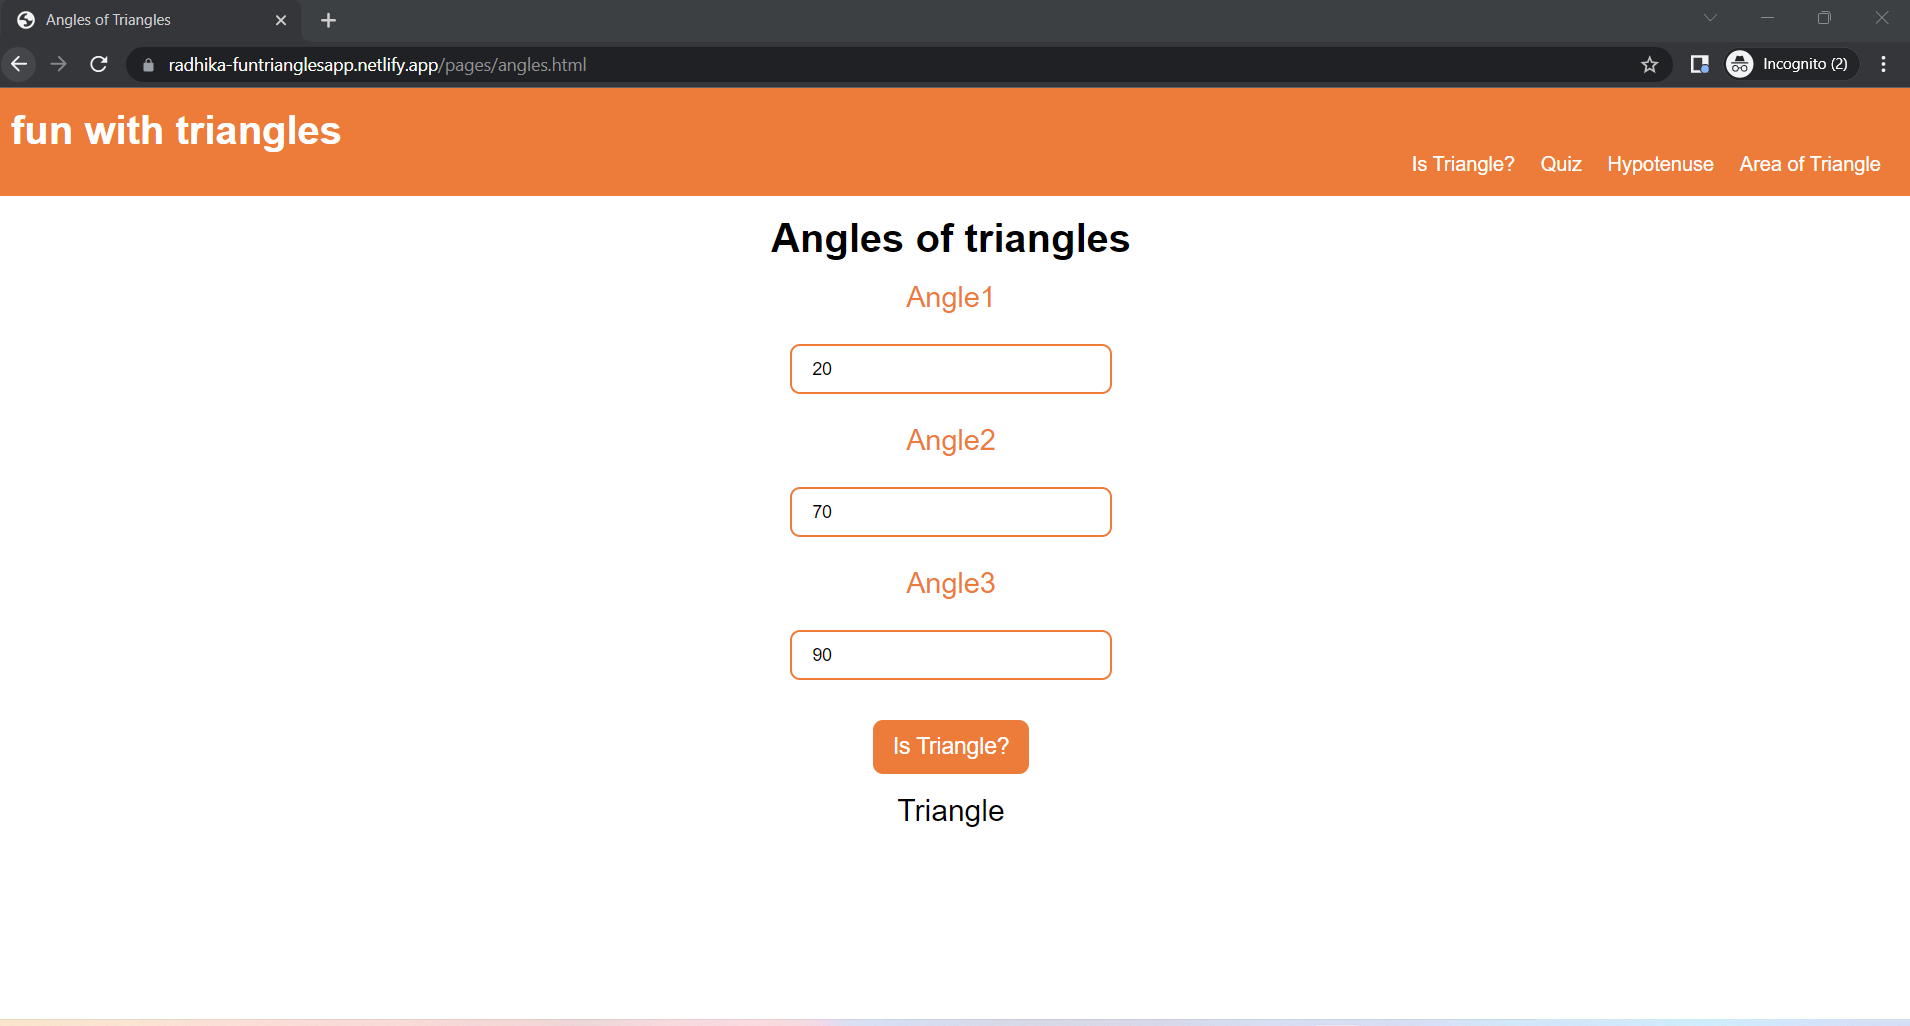 Angles of Triangles
radhika-funtrianglesapp.netlify.app/pages/angles.html
Incognito (2)
fun with triangles
Is Triangle? Quiz Hypotenuse Area of Triangle
Angles of triangles
Angle1
20
Angle2
70
Angle3
90
Is Triangle?
Triangle